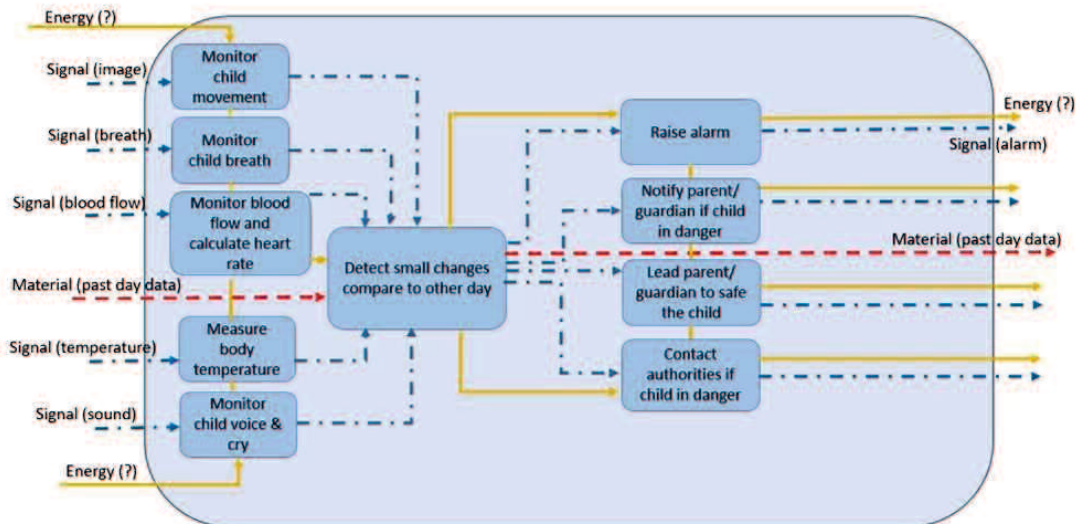 Energy (?)
Signal (image)
Monitor
child
movement
Signal (breath)
Monitor
child breath
Signal (blood flow)
Monitor blood
flow and
calculate heart
rate
Material (past day data)
Signal (temperature)
Measure
body
temperature
Signal (sound)
Monitor
child voice &
cry
Energy (?)
Detect small changes
compare to other day
Raise alarm
Notify parent/
guardian if child
in danger
Lead parent/
guardian to safe
the child
Contact
authorities if
child in danger
Energy (?)
Signal (alarm)
Material (past day data)